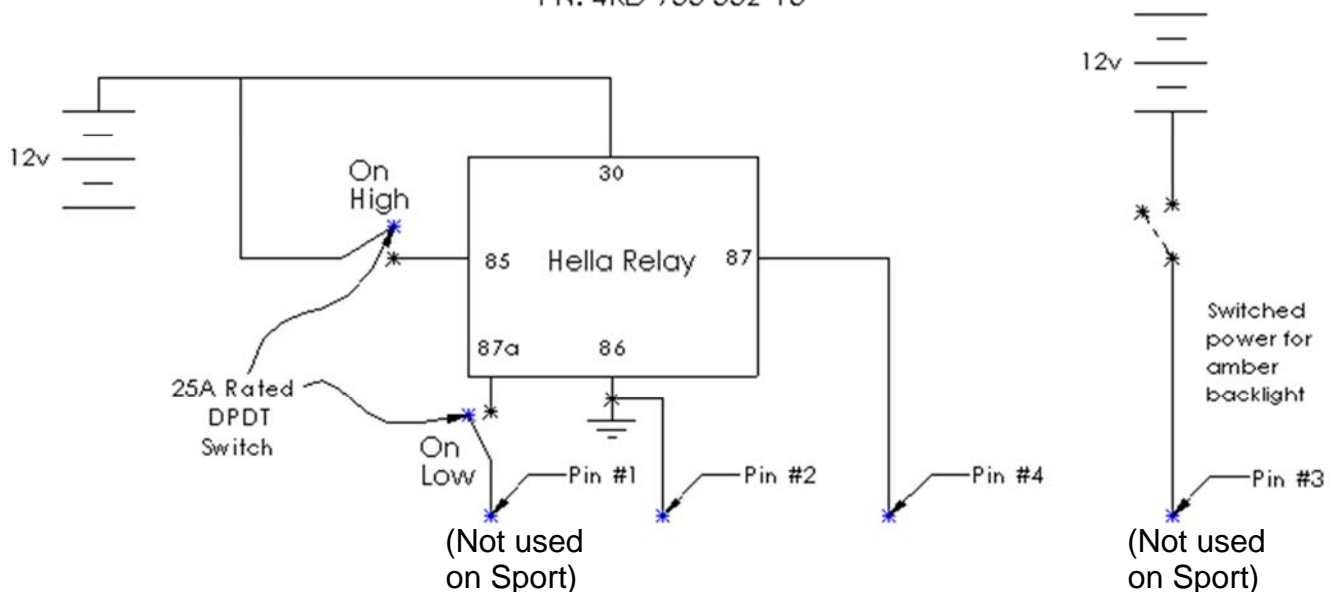 12v
12v
On
High
30
85
Hella Relay
87
87a
86
25A Rated
DPDT
Switch
On
Low
Switched
power for
amber
backlight
Pin #1
Pin #2
Pin #4
Pin #3
(Not used
on Sport)
(Not used
on Sport)